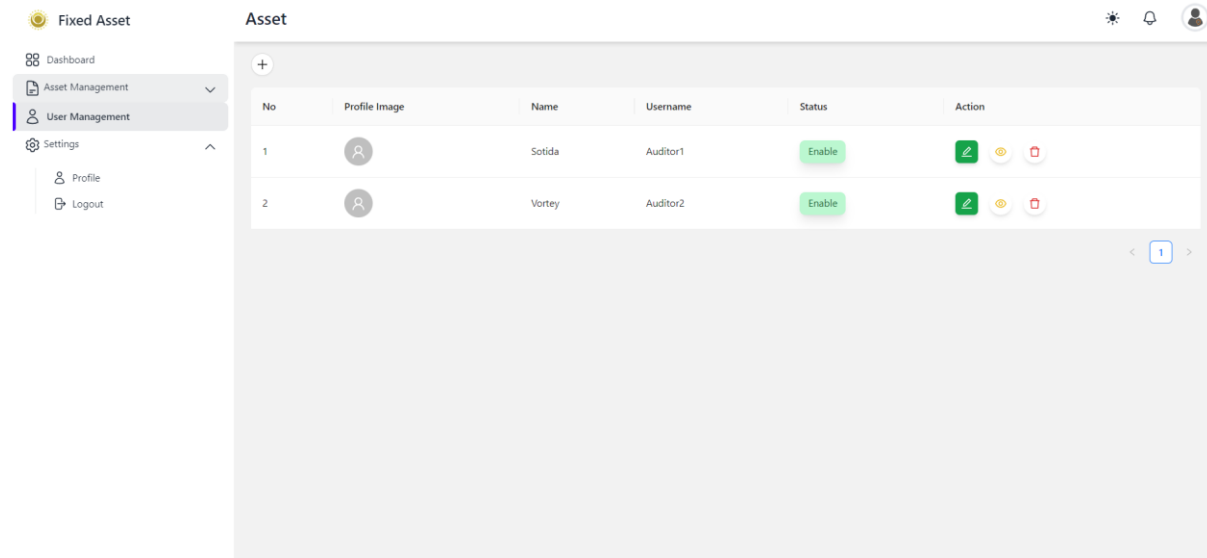 Fixed Asset
Asset
Dashboard
Asset Management
User Management
Settings
Profile
Logout
No Profile Image Name Username Status Action
1 Sotida Auditor1 Enable
2 Vortey Auditor2 Enable
1